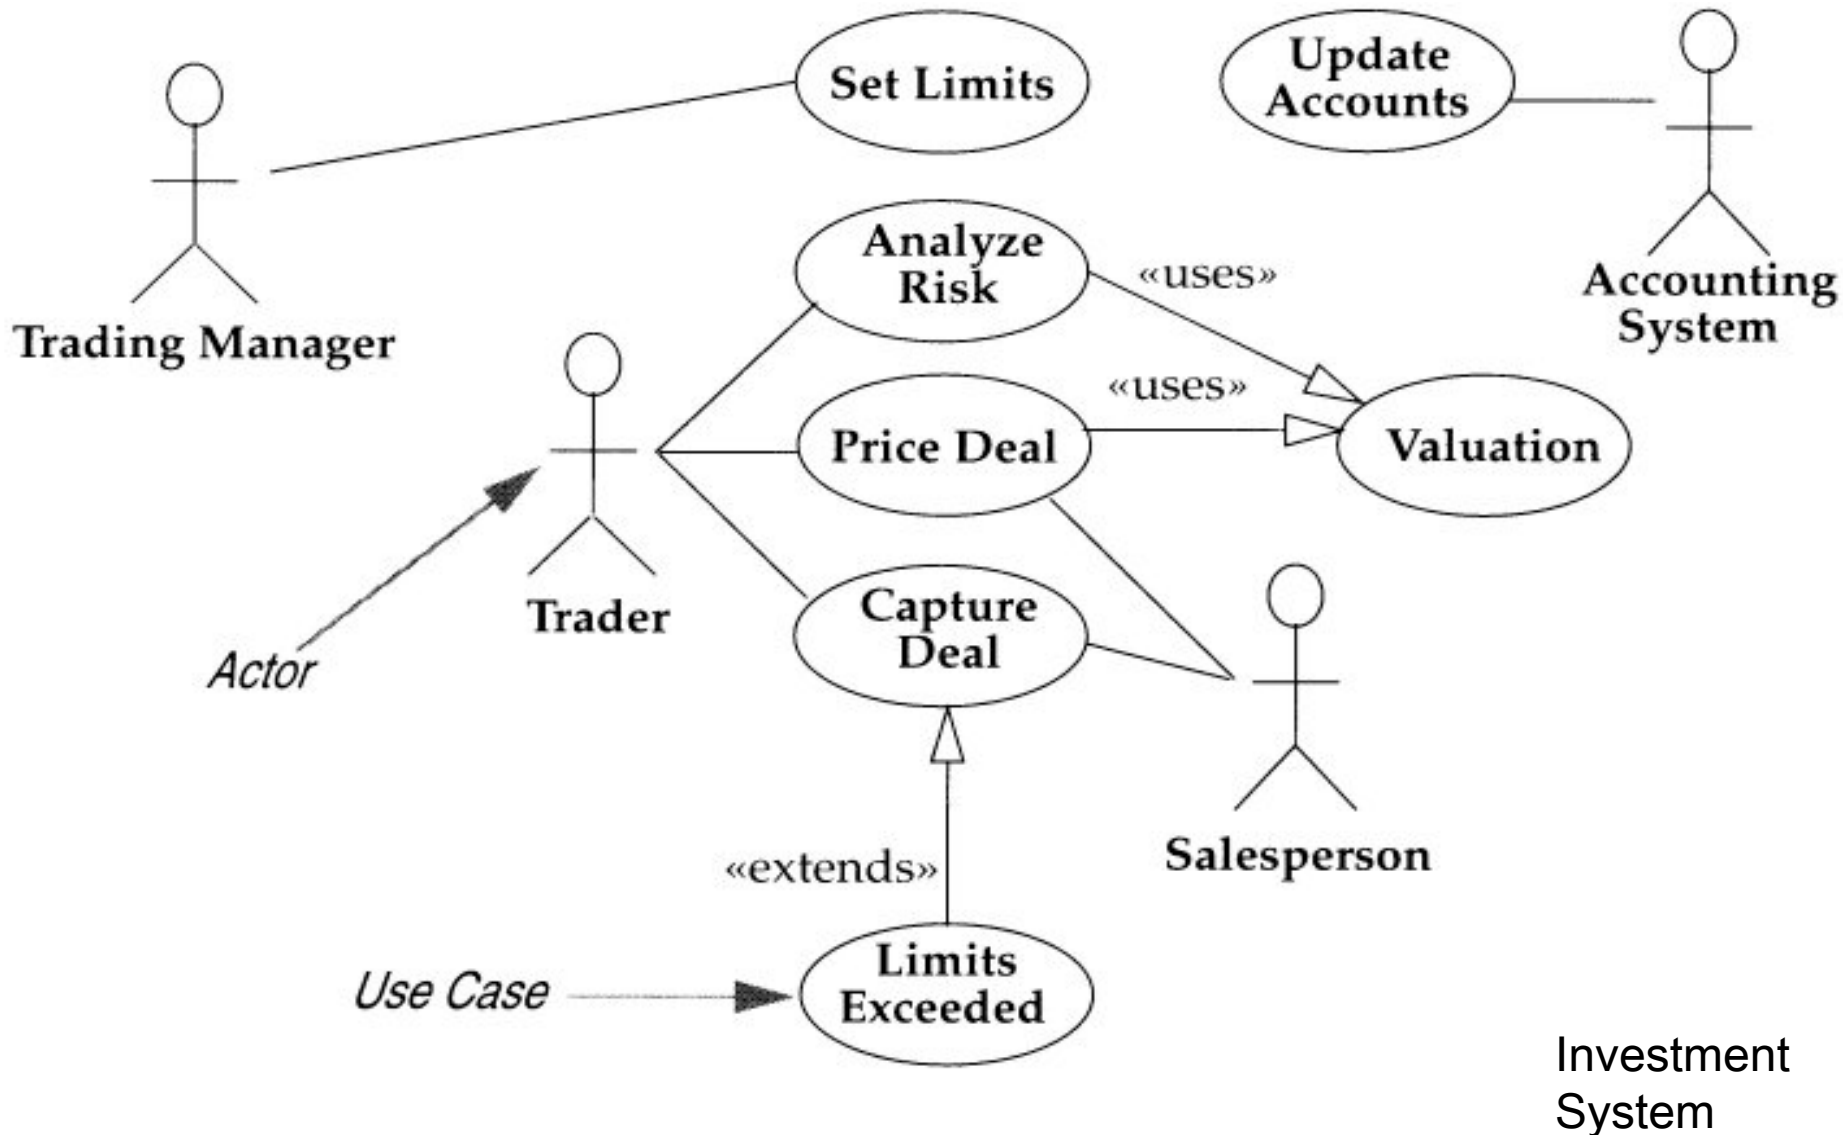 Set Limits
Update
Accounts
Analyze
Risk
«uses»
Accounting
System
Trading Manager
«uses»
Price Deal
Valuation
Capture
Deal
Trader
Actor
Salesperson
«extends»
Limits
Exceeded
Use Case
Investment
System